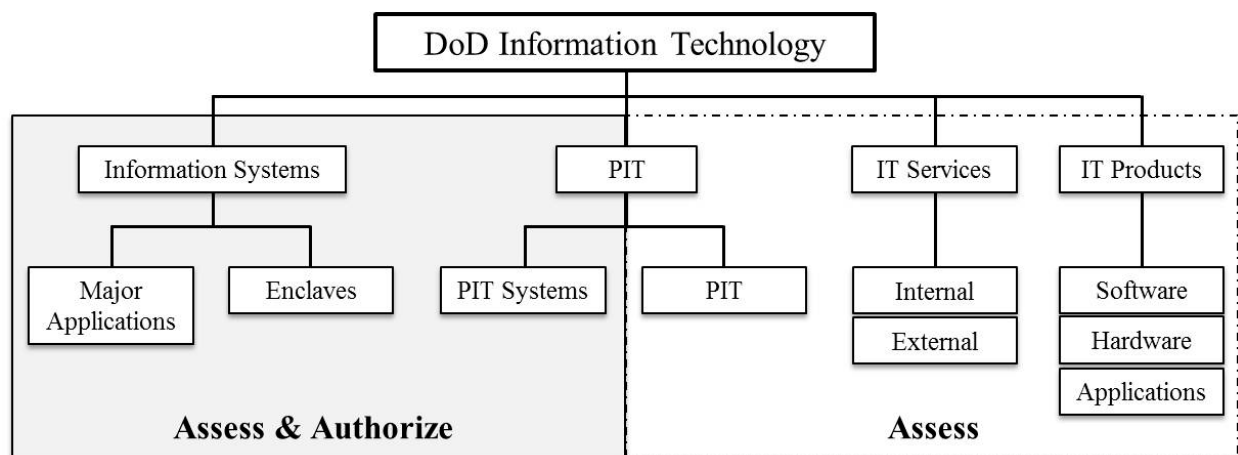 DoD Information Technology
Information Systems
PIT
IT Services
IT Products
Major
Applications
Enclaves
PIT Systems
PIT
Internal
External
Software
Hardware
Applications
Assess & Authorize
Assess